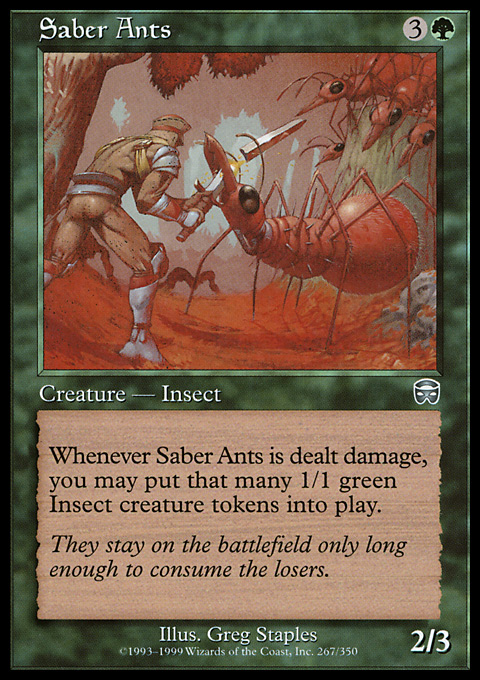 Saber Ants 3
Creature — Insect
Whenever Saber Ants is dealt damage,
you may put that many 1/1 green
Insect creature tokens into play.
They stay on the battlefield only long
enough to consume the losers.
Illus. Greg Staples
©1993-1999 Wizards of the Coast, Inc. 267/350
2/3